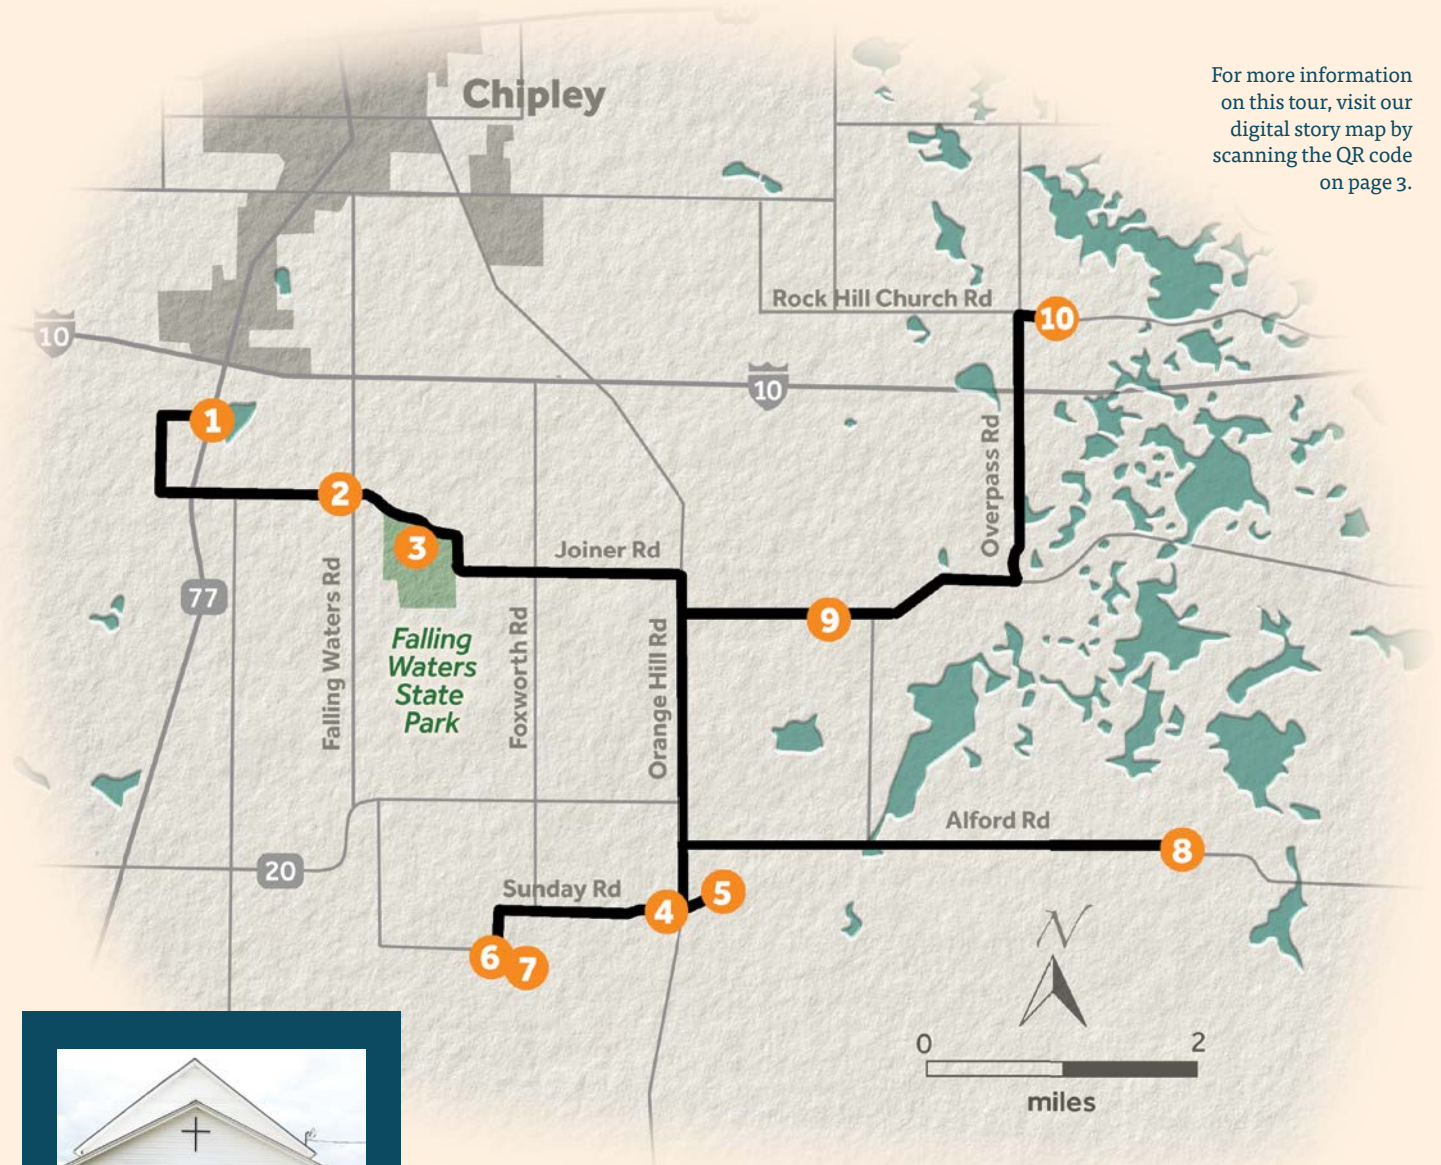 Chipley
For more information
on this tour, visit our
digital story map by
scanning the QR code
on page 3.
Rock Hill Church Rd
10
10
10
1
Overpass Rd
2
3
Joiner Rd
77
Falling Waters Rd
Falling
Waters
State
Park
Foxworth Rd
Orange Hill Rd
9
Alford Rd
8
20
Sunday Rd
4
5
6
7
N
0
2
miles